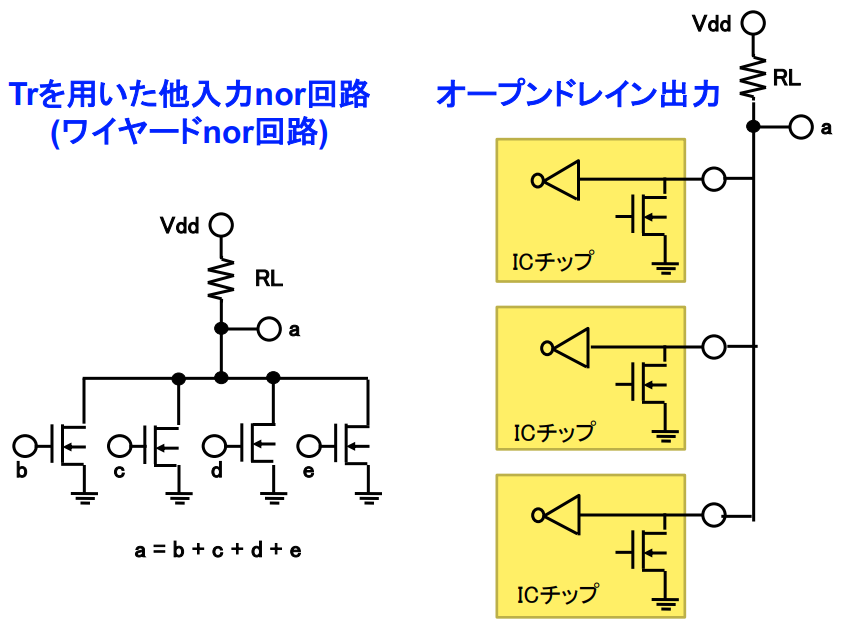 Trを用いた他入力nor回路
(ワイヤードnor回路)
Vdd
RL
a
b
c
d
e
a = b + c + d + e
オープンドレイン出力
Vdd
RL
a
ICチップ
ICチップ
ICチップ